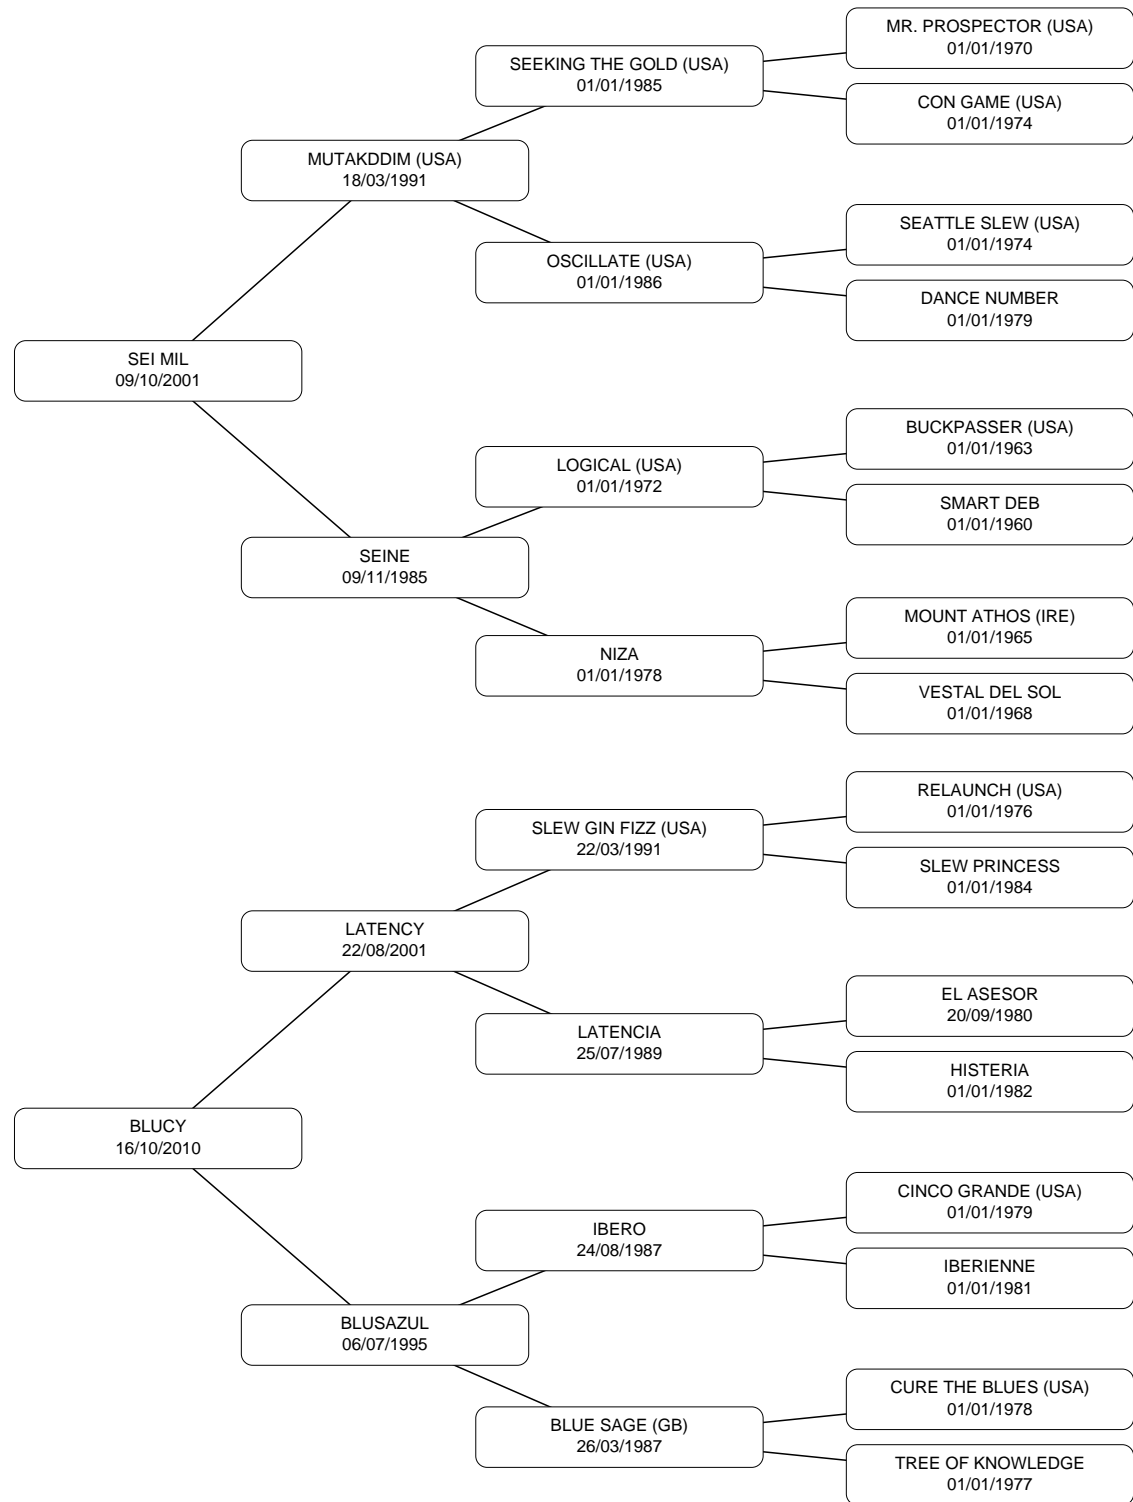 MR. PROSPECTOR (USA)
01/01/1970
SEEKING THE GOLD (USA)
01/01/1985
CON GAME (USA)
01/01/1974
MUTAKDDIM (USA)
18/03/1991
SEATTLE SLEW (USA)
01/01/1974
OSCILLATE (USA)
01/01/1986
DANCE NUMBER
01/01/1979
SEI MIL
09/10/2001
BUCKPASSER (USA)
01/01/1963
LOGICAL (USA)
01/01/1972
SMART DEB
01/01/1960
SEINE
09/11/1985
MOUNT ATHOS (IRE)
01/01/1965
NIZA
01/01/1978
VESTAL DEL SOL
01/01/1968
RELAUNCH (USA)
01/01/1976
SLEW GIN FIZZ (USA)
22/03/1991
SLEW PRINCESS
01/01/1984
LATENCY
22/08/2001
EL ASESOR
20/09/1980
LATENCIA
25/07/1989
HISTERIA
01/01/1982
BLUCY
16/10/2010
CINCO GRANDE (USA)
01/01/1979
IBERO
24/08/1987
IBERIENNE
01/01/1981
BLUSAZUL
06/07/1995
CURE THE BLUES (USA)
01/01/1978
BLUE SAGE (GB)
26/03/1987
TREE OF KNOWLEDGE
01/01/1977